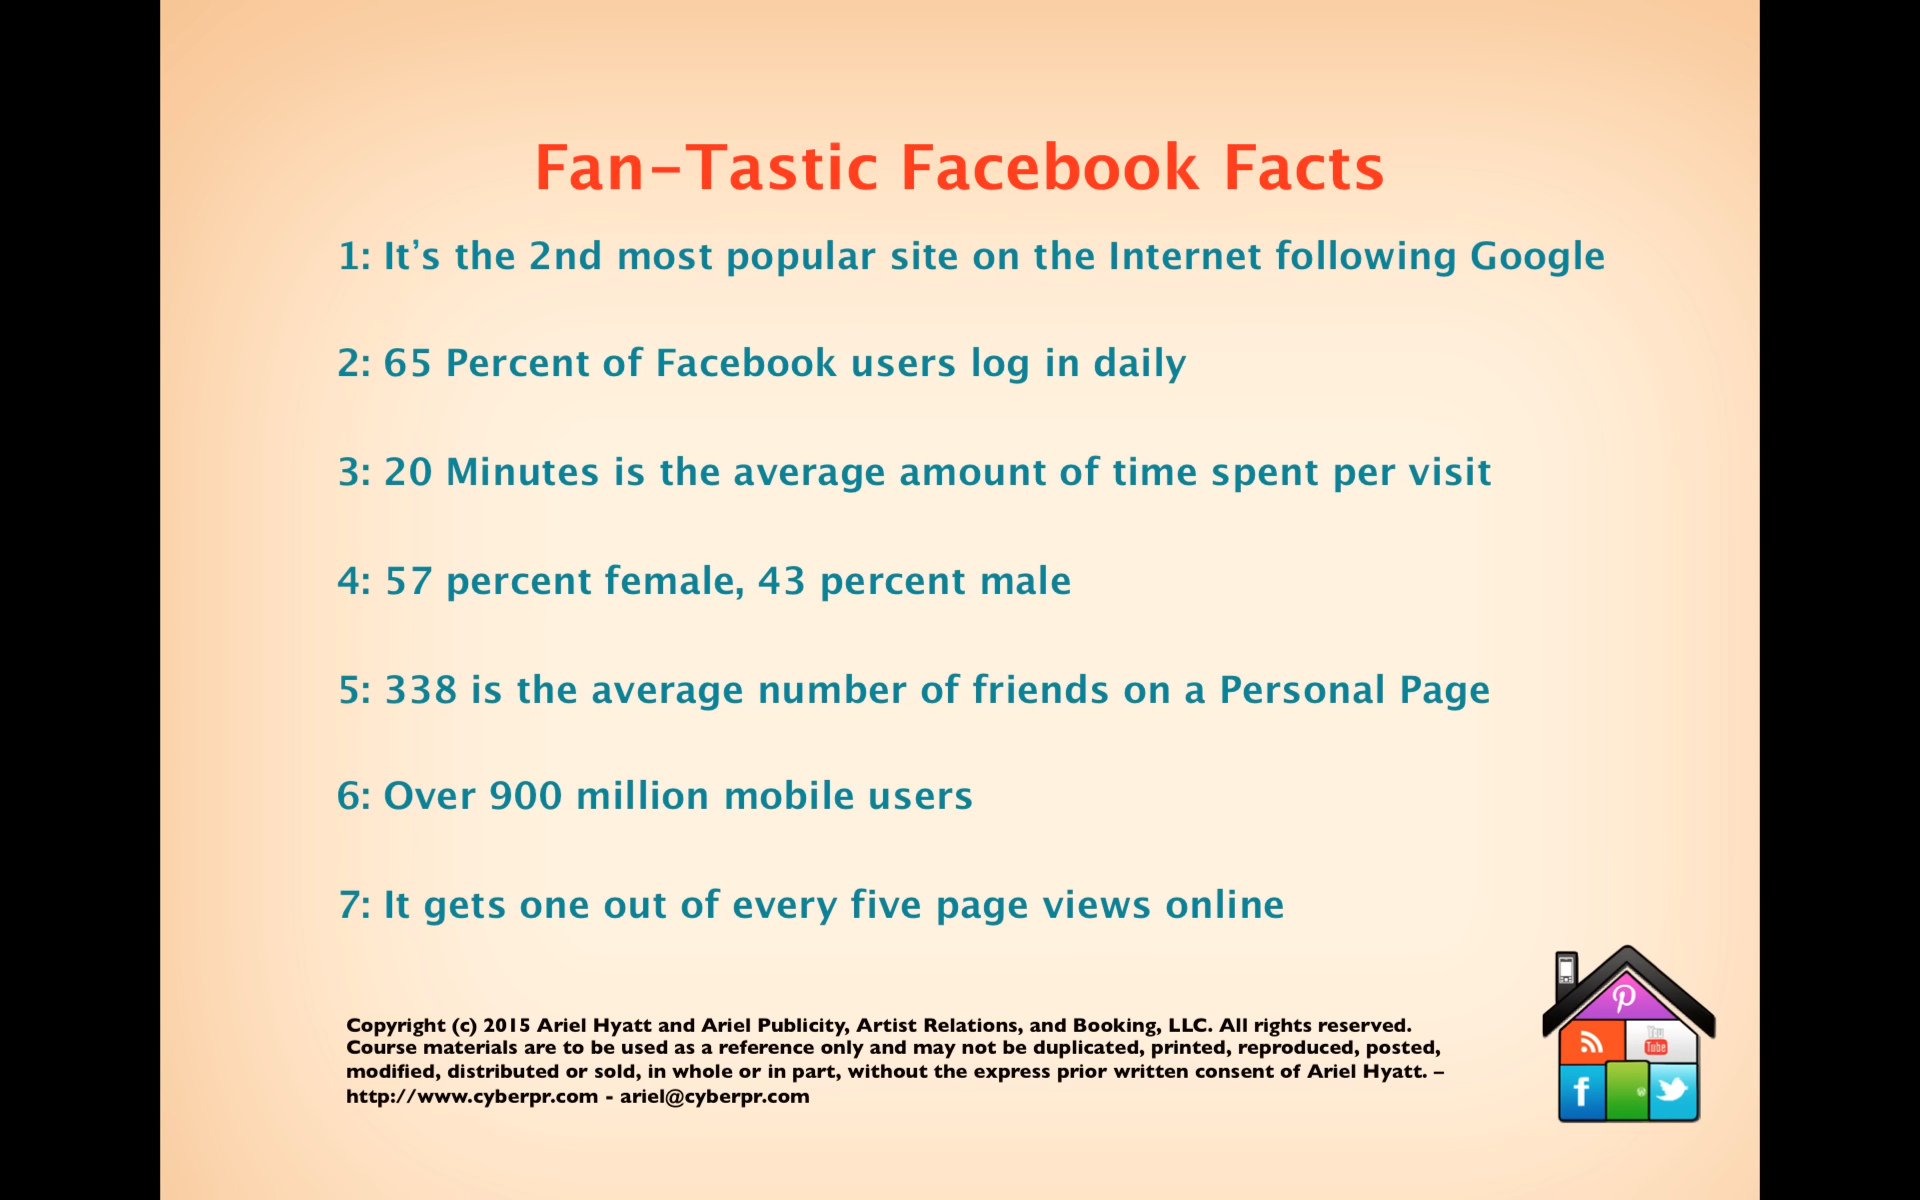 Fan-Tastic Facebook Facts
1: It's the 2nd most popular site on the Internet following Google
2: 65 Percent of Facebook users log in daily
3: 20 Minutes is the average amount of time spent per visit
4: 57 percent female, 43 percent male
5: 338 is the average number of friends on a Personal Page
6: Over 900 million mobile users
7: It gets one out of every five page views online
Copyright (c) 2015 Ariel Hyatt and Ariel Publicity, Artist Relations, and Booking, LLC. All rights reserved.
Course materials are to be used as a reference only and may not be duplicated, printed, reproduced, posted,
modified, distributed or sold, in whole or in part, without the express prior written consent of Ariel Hyatt. –
http://www.cyberpr.com - ariel@cyberpr.com
You
Tube